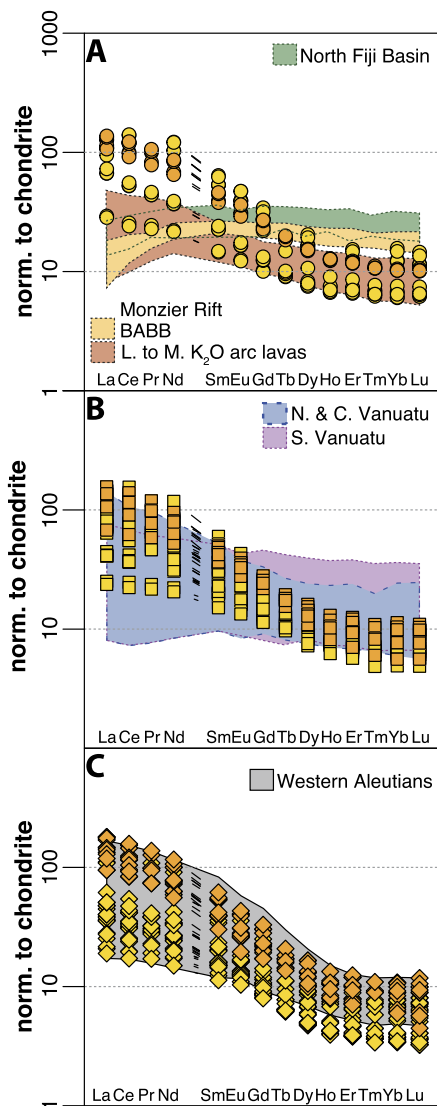 1000
A
North Fiji Basin
100
norm. to chondrite
10
Monzier Rift
BABB
L. to M. K₂O arc lavas
La Ce Pr Nd Sm Eu Gd Tb Dy Ho Er Tm Yb Lu
1
B
N. & C. Vanuatu
S. Vanuatu
100
norm. to chondrite
10
La Ce Pr Nd Sm Eu Gd Tb Dy Ho Er Tm Yb Lu
C
Western Aleutians
100
norm. to chondrite
10
La Ce Pr Nd Sm Eu Gd Tb Dy Ho Er Tm Yb Lu
1